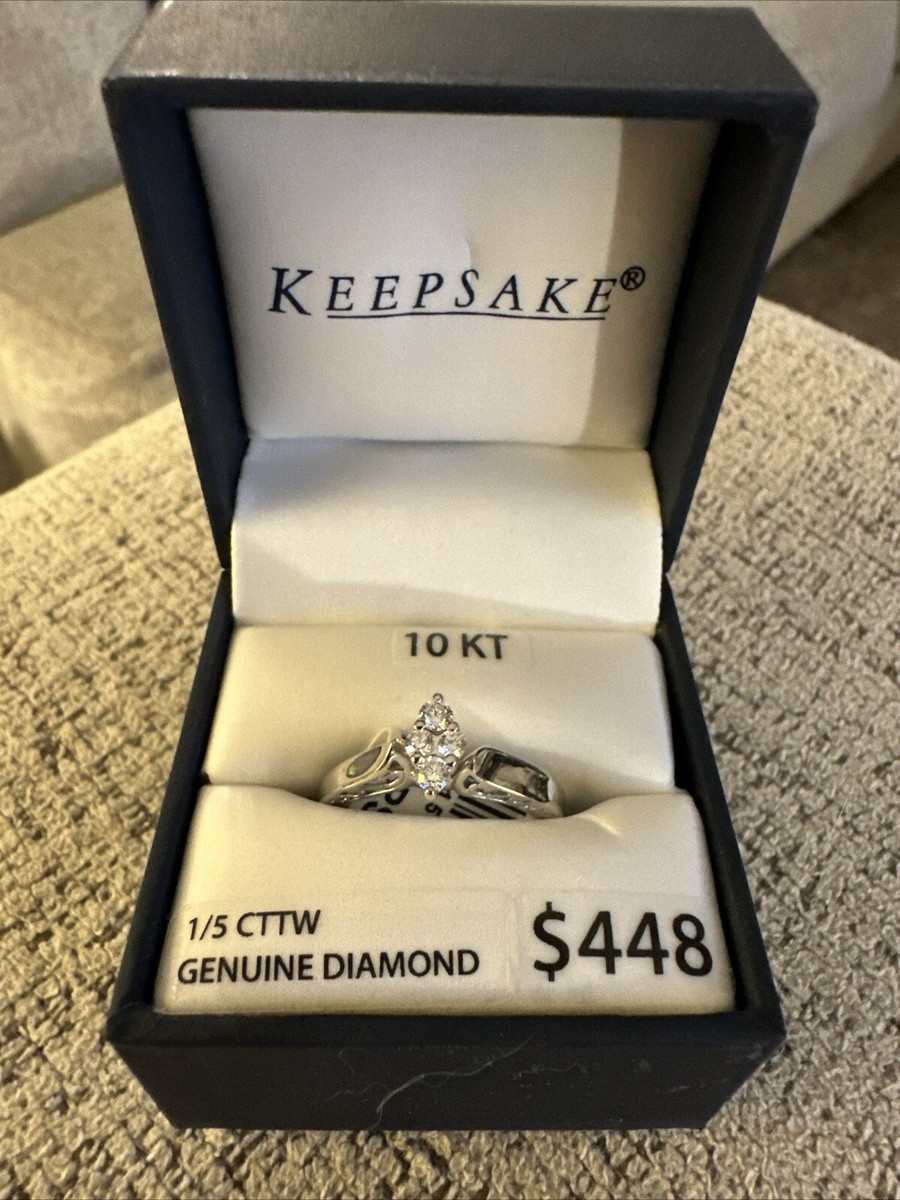 KEEPSAKE®
10 KT
1/5 CTTW
GENUINE DIAMOND
$448